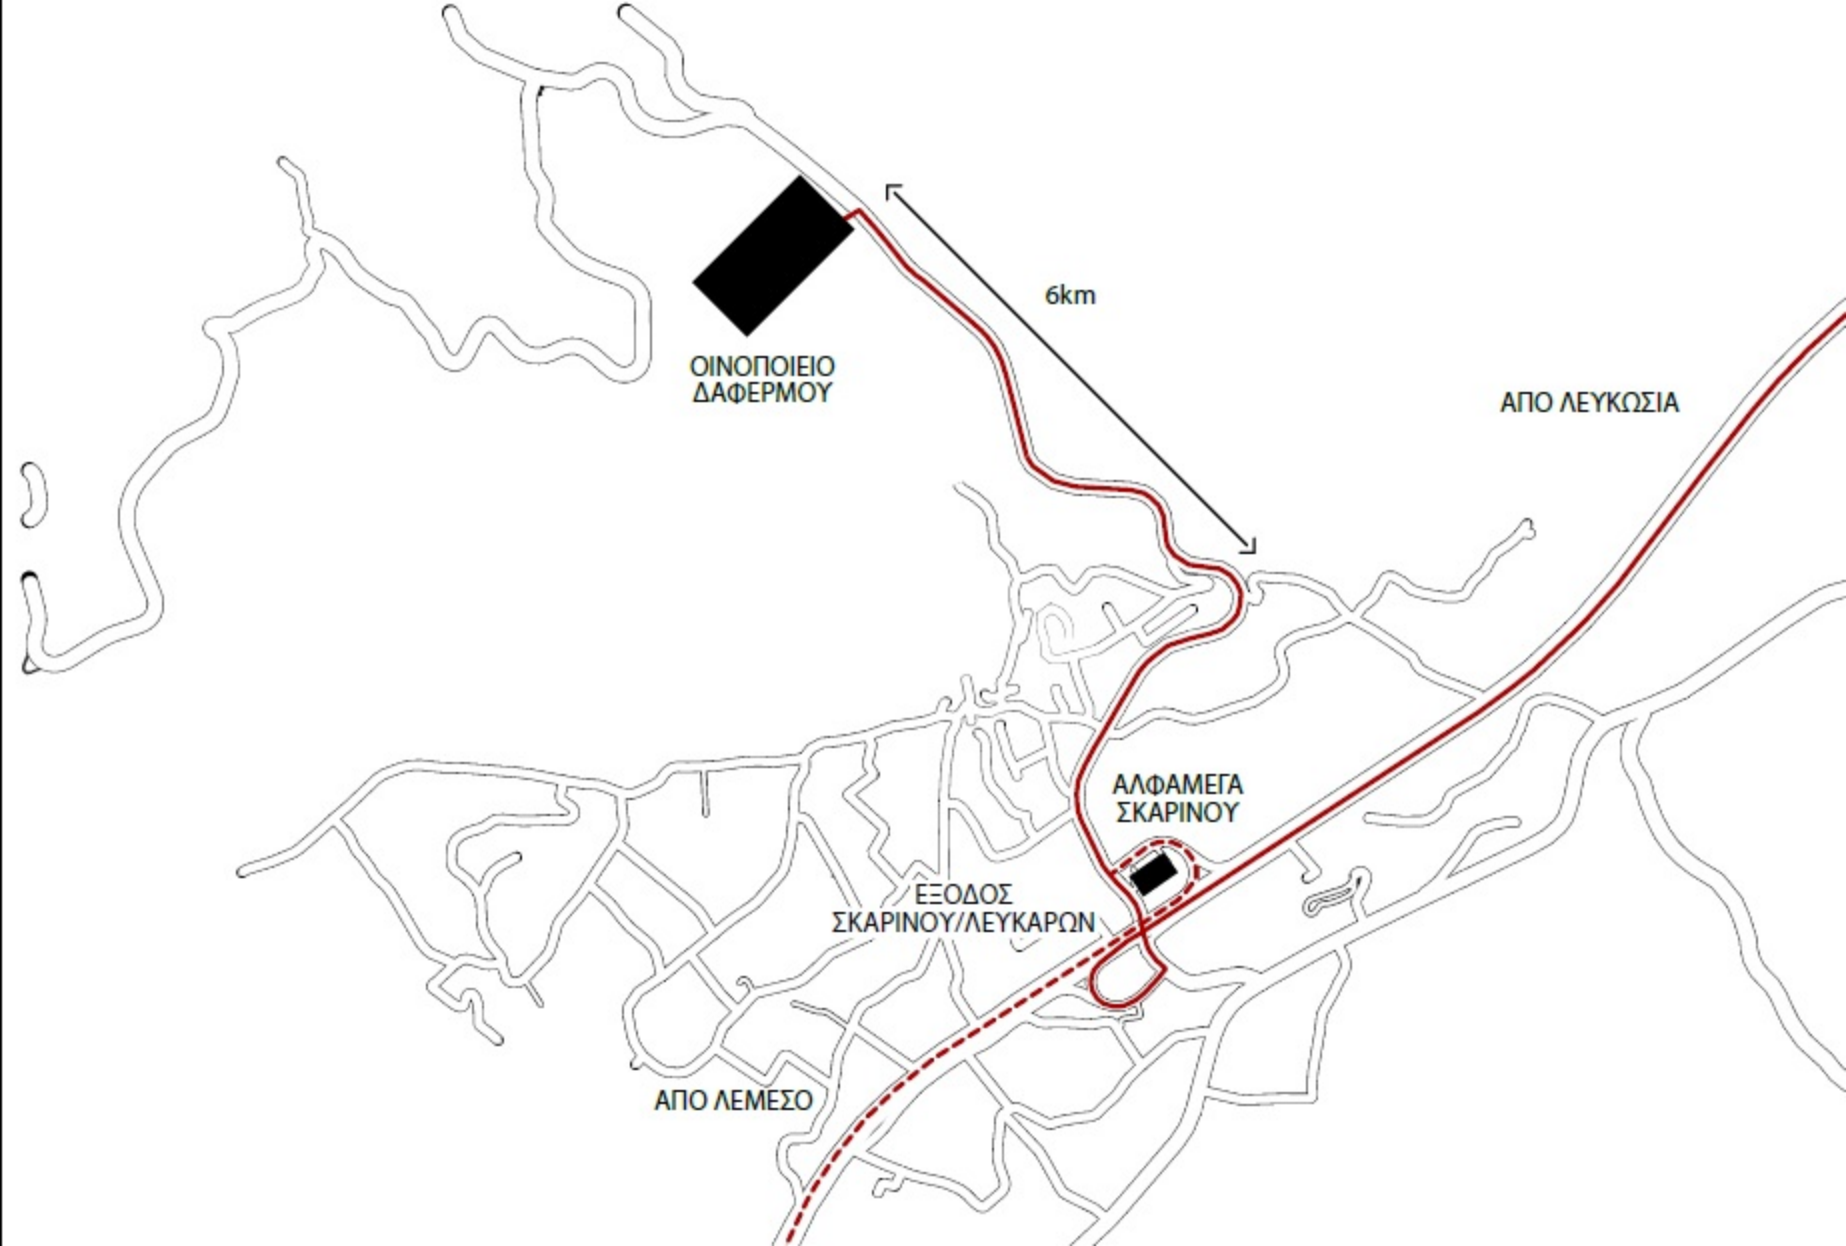 6km
ΟΙΝΟΠΟΙΕΙΟ
ΔΑΦΕΡΜΟΥ
ΑΠΟ ΛΕΥΚΩΣΙΑ
ΑΛΦΑΜΕΓΑ
ΣΚΑΡΙΝΟΥ
ΕΞΟΔΟΣ
ΣΚΑΡΙΝΟΥ/ΛΕΥΚΑΡΩΝ
ΑΠΟ ΛΕΜΕΣΟ